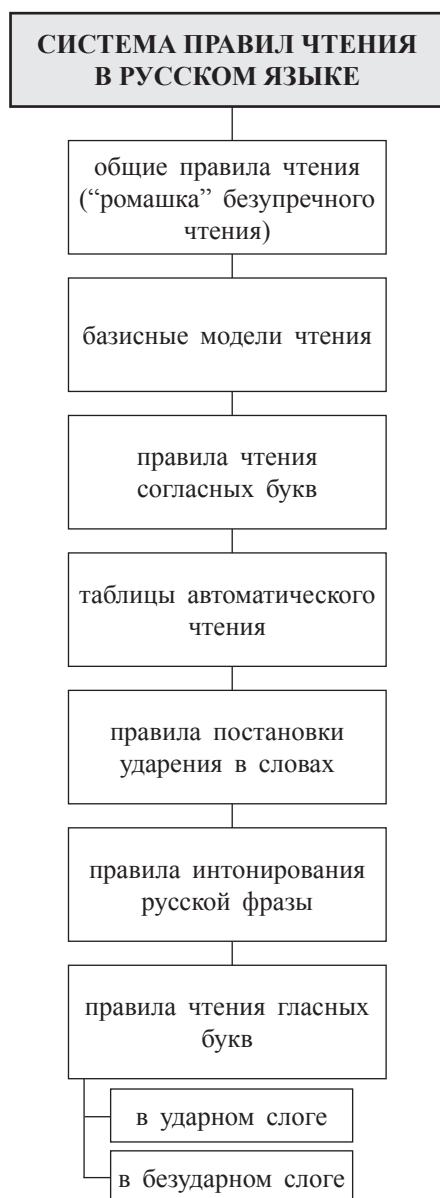 СИСТЕМА ПРАВИЛ ЧТЕНИЯ
В РУССКОМ ЯЗЫКЕ
общие правила чтения
(“ромашка” безупречного
чтения)
базисные модели чтения
правила чтения
согласных букв
таблицы автоматического
чтения
правила постановки
ударения в словах
правила интонирования
русской фразы
правила чтения гласных
букв
в ударном слоге
в безударном слоге